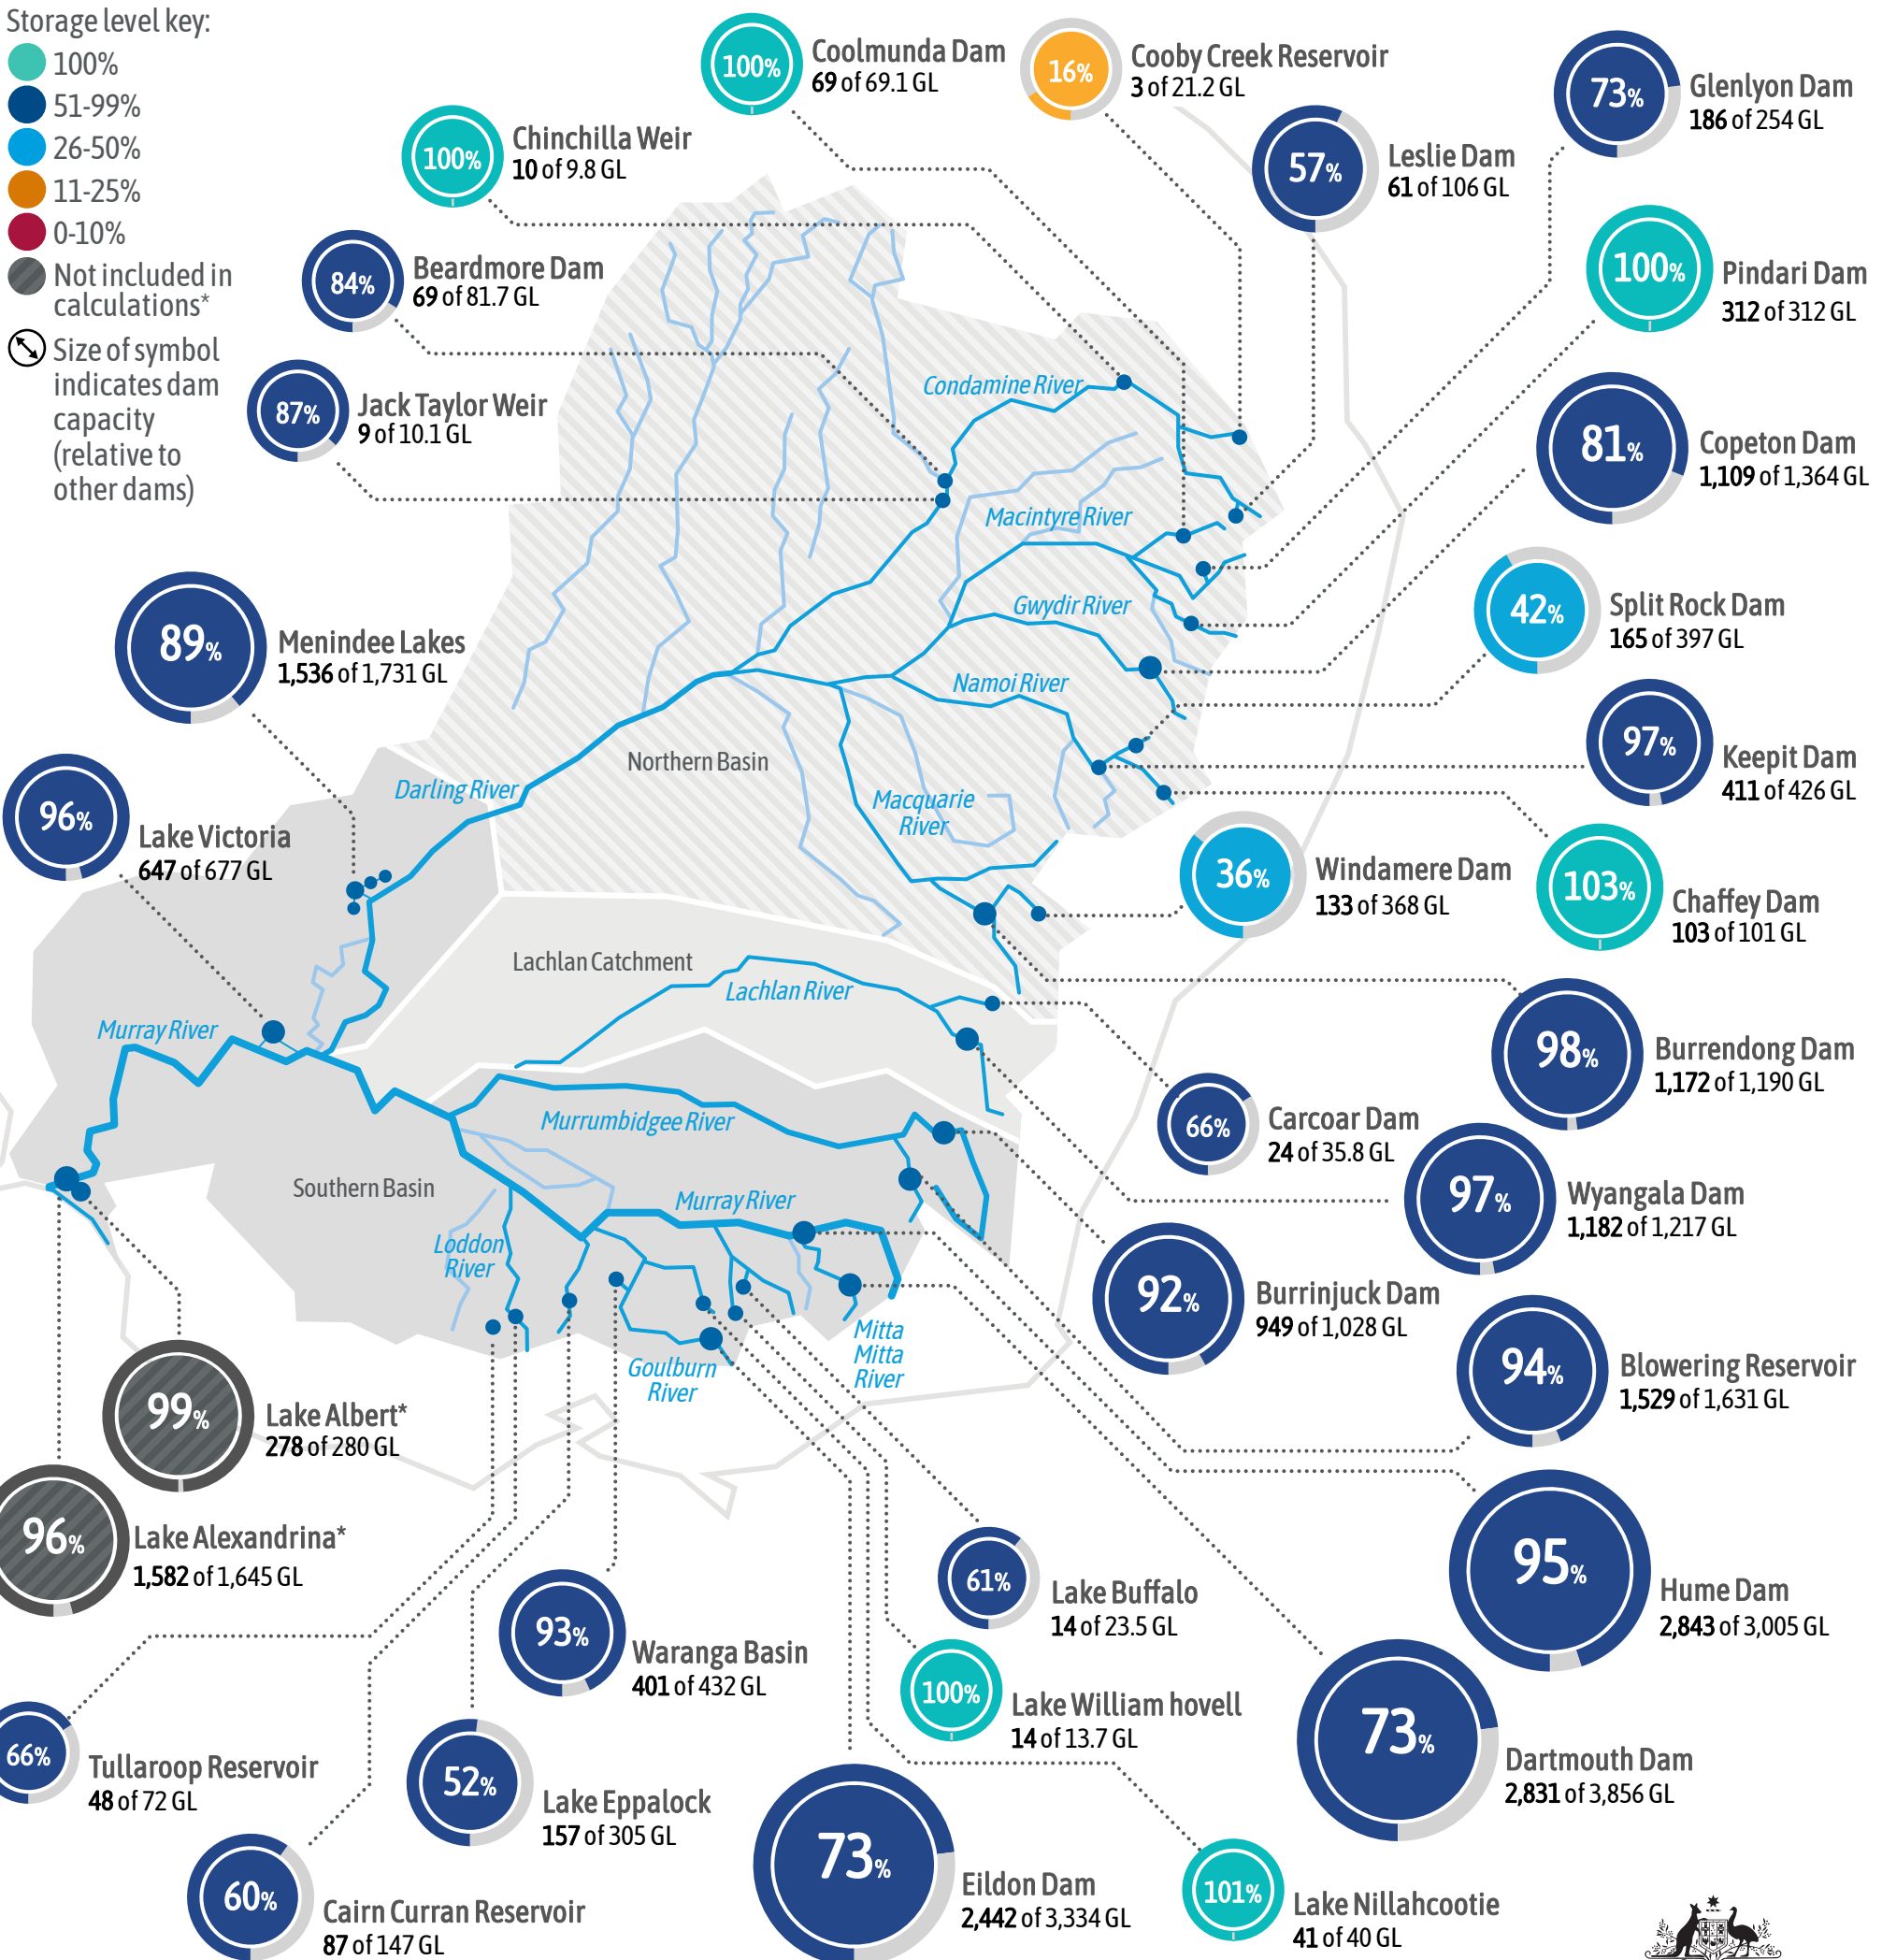 Storage level key:
100%
51-99%
26-50%
11-25%
0-10%
Not included in
calculations*
Size of symbol
indicates dam
capacity
(relative to
other dams)
100%
Coolmunda Dam
69 of 69.1 GL
16%
Cooby Creek Reservoir
3 of 21.2 GL
73%
Glenlyon Dam
186 of 254 GL
100%
Chinchilla Weir
10 of 9.8 GL
57%
Leslie Dam
61 of 106 GL
84%
Beardmore Dam
69 of 81.7 GL
100%
Pindari Dam
312 of 312 GL
87%
Jack Taylor Weir
9 of 10.1 GL
Condamine River
81%
Copeton Dam
1,109 of 1,364 GL
Macintyre River
Gwydir River
42%
Split Rock Dam
165 of 397 GL
89%
Menindee Lakes
1,536 of 1,731 GL
Namoi River
97%
Keepit Dam
411 of 426 GL
Northern Basin
Darling River
Macquarie
River
96%
Lake Victoria
647 of 677 GL
36%
Windamere Dam
133 of 368 GL
103%
Chaffey Dam
103 of 101 GL
Lachlan Catchment
Lachlan River
Murray River
98%
Burrendong Dam
1,172 of 1,190 GL
66%
Carcoar Dam
24 of 35.8 GL
Murrumbidgee River
Southern Basin
Murray River
97%
Wyangala Dam
1,182 of 1,217 GL
Loddon
River
92%
Burrinjuck Dam
949 of 1,028 GL
Mitta
Mitta
River
Goulburn
River
94%
Blowering Reservoir
1,529 of 1,631 GL
99%
Lake Albert*
278 of 280 GL
96%
Lake Alexandrina*
1,582 of 1,645 GL
95%
Hume Dam
2,843 of 3,005 GL
61%
Lake Buffalo
14 of 23.5 GL
93%
Waranga Basin
401 of 432 GL
100%
Lake William hovell
14 of 13.7 GL
73%
Dartmouth Dam
2,831 of 3,856 GL
66%
Tullaroop Reservoir
48 of 72 GL
52%
Lake Eppalock
157 of 305 GL
73%
Eildon Dam
2,442 of 3,334 GL
101%
Lake Nillahcootie
41 of 40 GL
60%
Cairn Curran Reservoir
87 of 147 GL